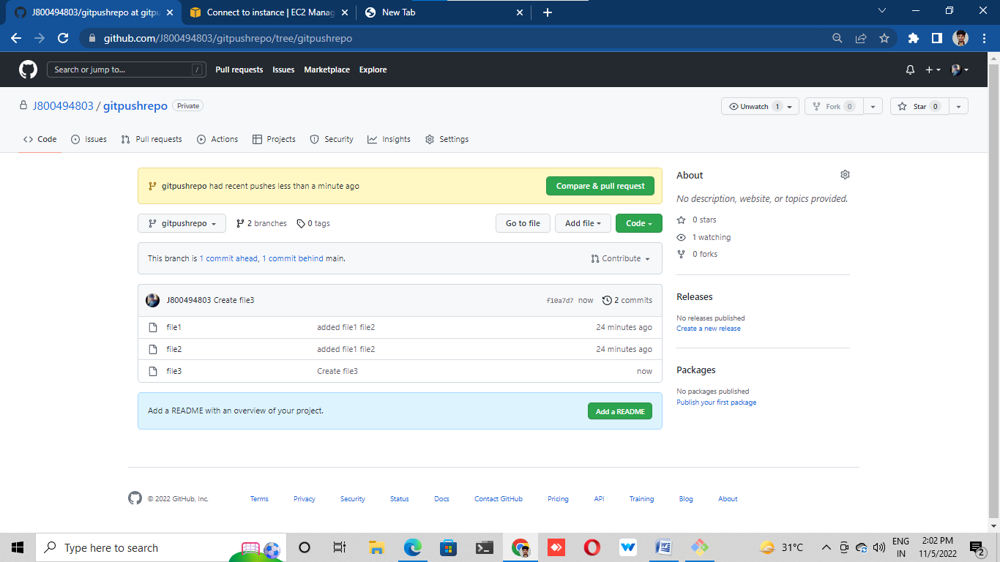 J800494803/gitpushrepo at gitpu
Connect to instance | EC2 Manag
New Tab
github.com/J800494803/gitpushrepo/tree/gitpushrepo
Search or jump to...
/
Pull requests
Issues
Marketplace
Explore
J800494803 / gitpushrepo
Private
Unwatch 1
Fork 0
Star 0
Code
Issues
Pull requests
Actions
Projects
Security
Insights
Settings
gitpushrepo had recent pushes less than a minute ago
Compare & pull request
gitpushrepo
2 branches
0 tags
Go to file
Add file
Code
This branch is 1 commit ahead, 1 commit behind main.
Contribute
J800494803 Create file3
f10a7d7 now
2 commits
file1 added file1 file2 24 minutes ago
file2 added file1 file2 24 minutes ago
file3 Create file3 now
Add a README with an overview of your project.
Add a README
About
No description, website, or topics provided.
0 stars
1 watching
0 forks
Releases
No releases published
Create a new release
Packages
No packages published
Publish your first package
© 2022 GitHub, Inc.
Terms
Privacy
Security
Status
Docs
Contact GitHub
Pricing
API
Training
Blog
About
Type here to search
31°C
ENG
IN
2:02 PM
11/5/2022
2